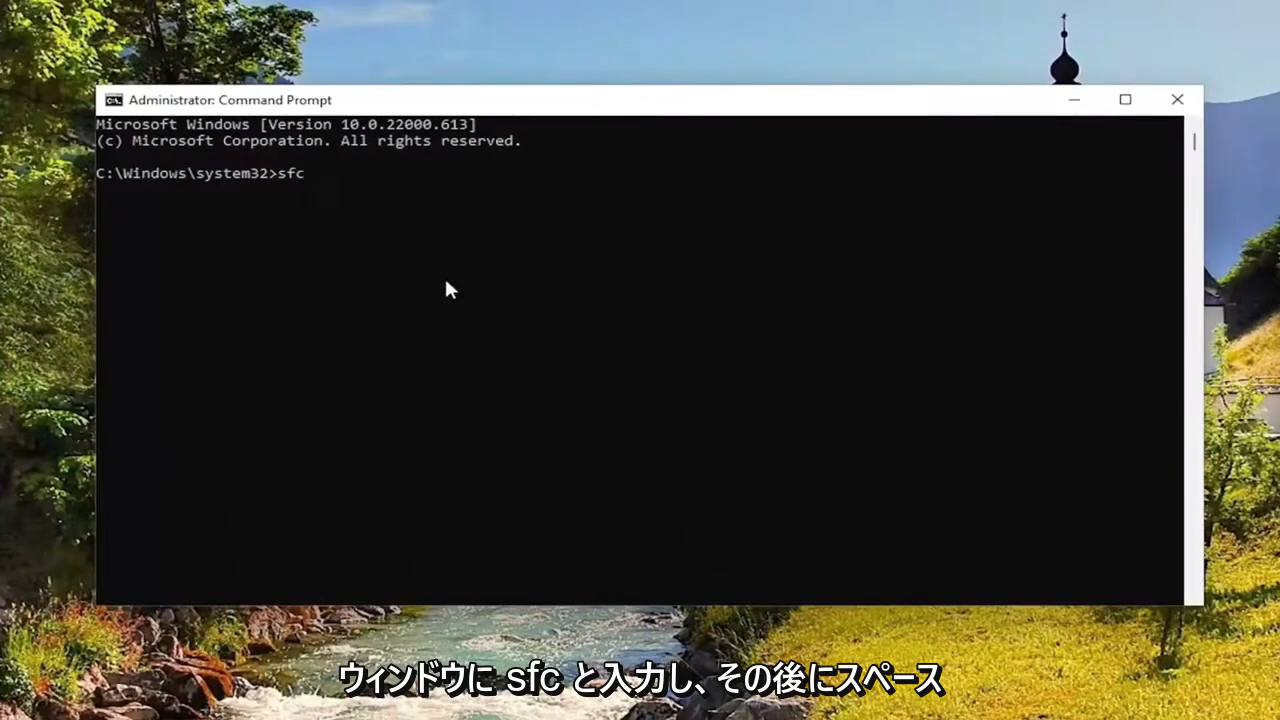 Administrator: Command Prompt
Microsoft Windows [Version 10.0.22000.613]
(c) Microsoft Corporation. All rights reserved.
C:\Windows\system32>sfc
ウィンドウに sfc と入力し、その後にスペース